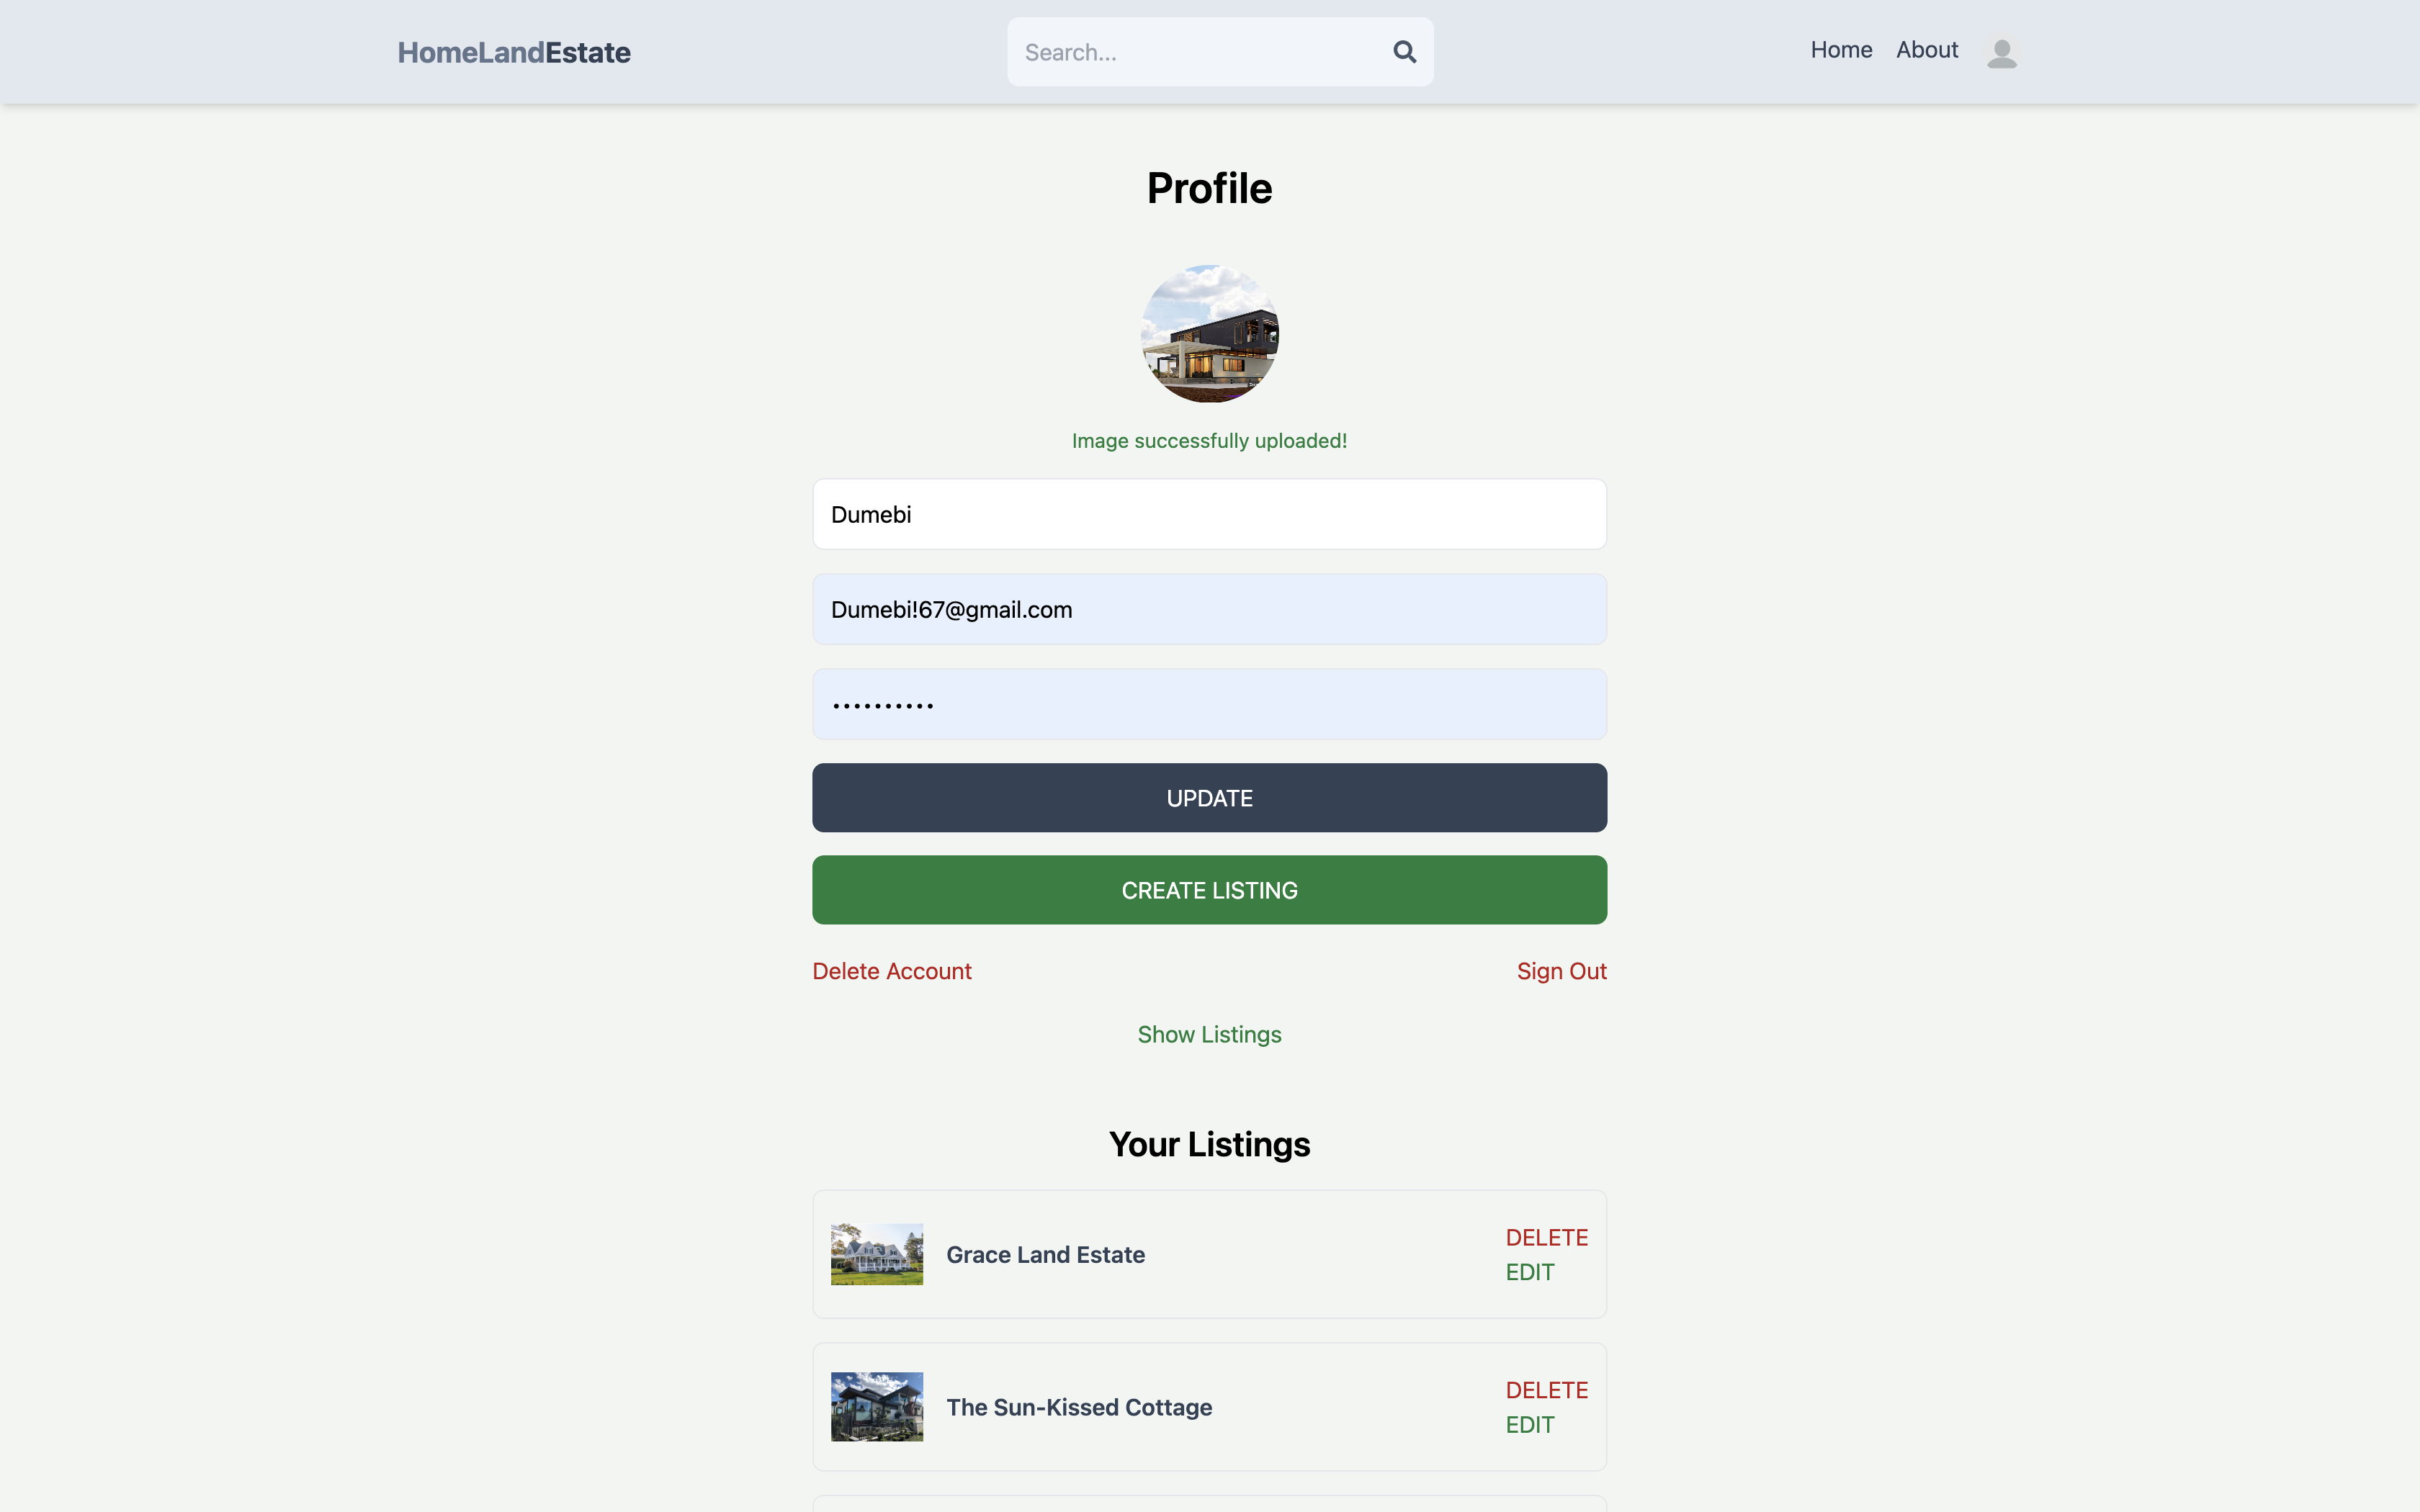 HomeLandEstate
Search...
Home
About
Profile
Image successfully uploaded!
Dumebi
Dumebi!67@gmail.com
••••••••••
UPDATE
CREATE LISTING
Delete Account
Sign Out
Show Listings
Your Listings
Grace Land Estate
DELETE
EDIT
The Sun-Kissed Cottage
DELETE
EDIT